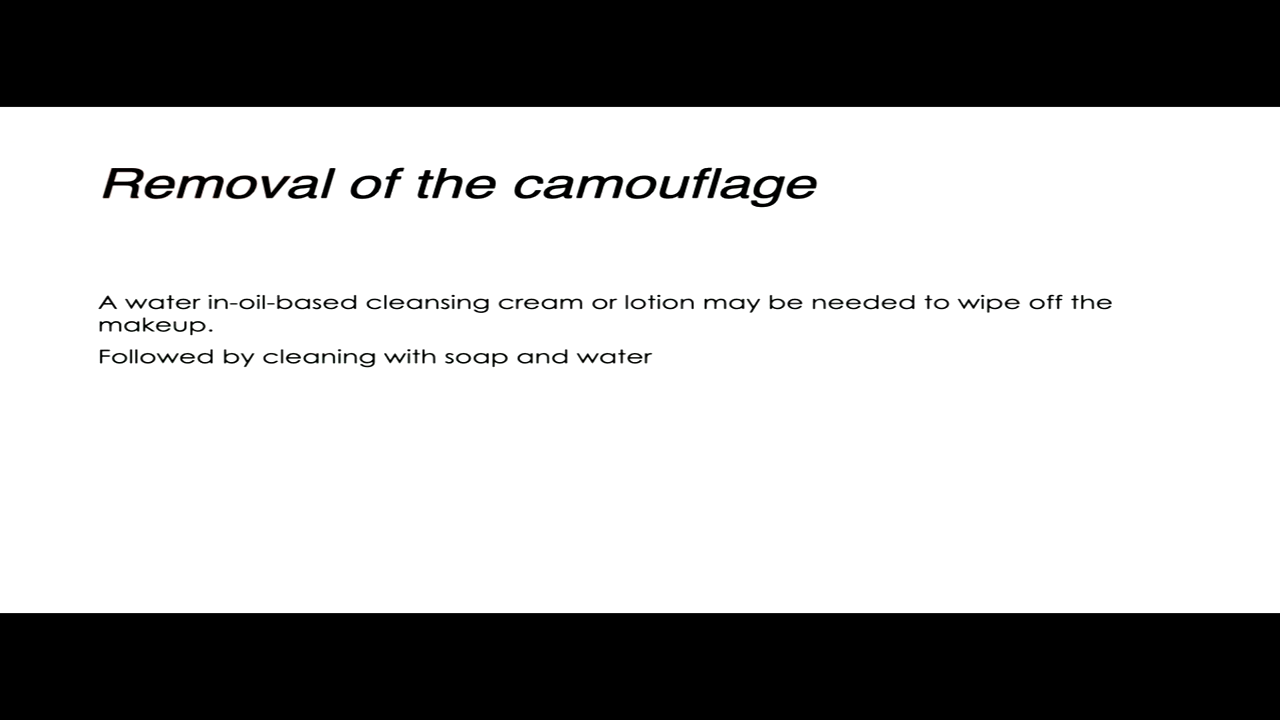 Removal of the camouflage
A water in-oil-based cleansing cream or lotion may be needed to wipe off the
makeup.
Followed by cleaning with soap and water